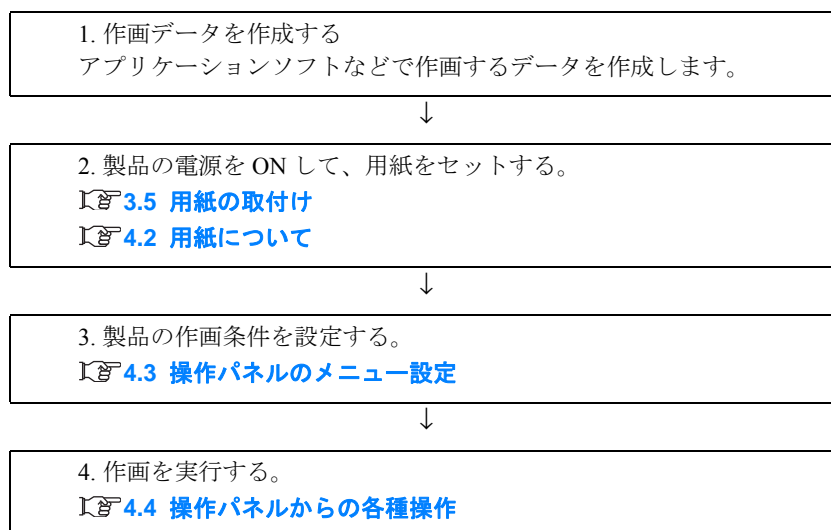 1. 作画データを作成する
アプリケーションソフトなどで作画するデータを作成します。
↓
2. 製品の電源を ON して、用紙をセットする。
3.5 用紙の取付け
4.2 用紙について
↓
3. 製品の作画条件を設定する。
4.3 操作パネルのメニュー設定
↓
4. 作画を実行する。
4.4 操作パネルからの各種操作